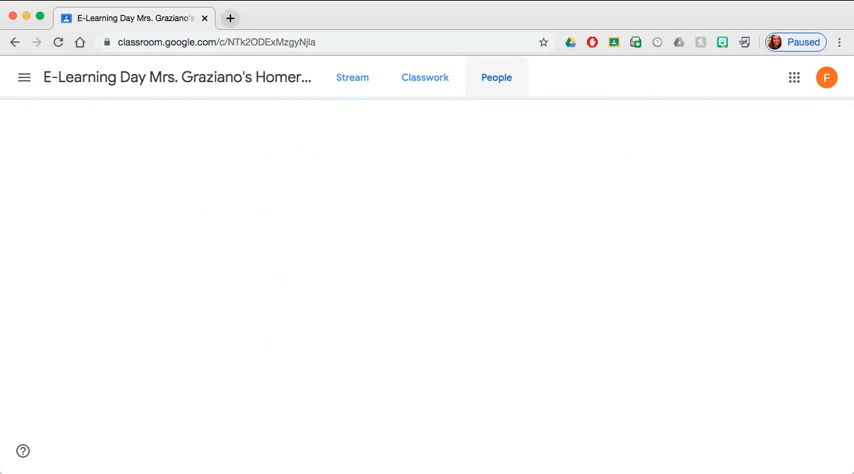 E-Learning Day Mrs. Graziano's
classroom.google.com/c/NTk2ODExMzgyNjla
Paused
E-Learning Day Mrs. Graziano's Homer...
Stream
Classwork
People
F